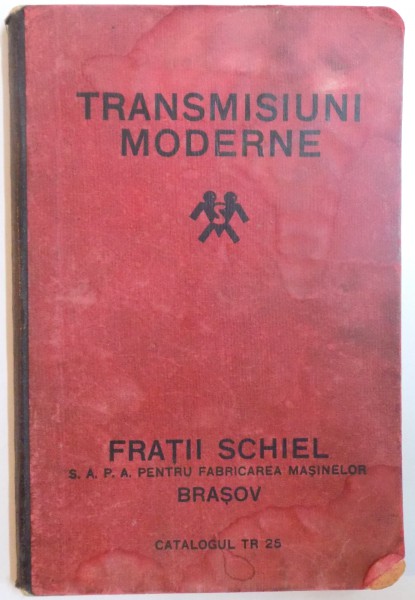 TRANSMISIUNI
MODERNE
FRAȚII SCHIEL
S. A. P. A. PENTRU FABRICAREA MAȘINELOR
BRAȘOV
CATALOGUL TR 25